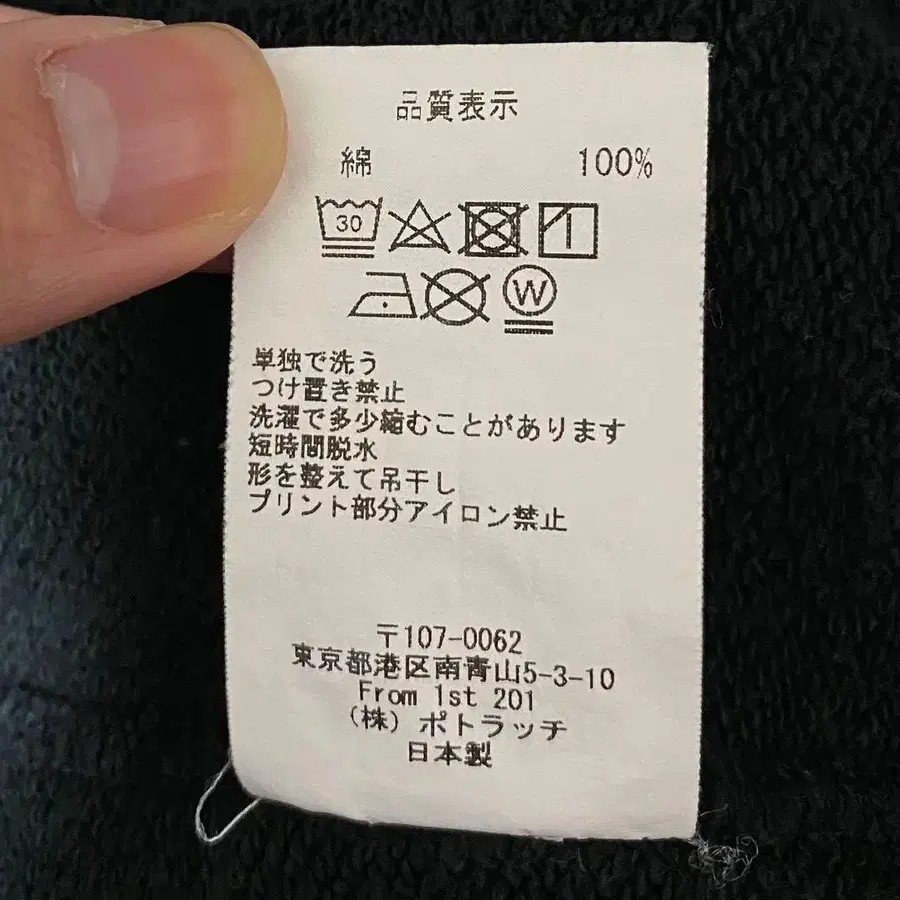 品質表示
綿 100%
30
W
単独で洗う
つけ置き禁止
洗濯で多少縮むことがあります
短時間脱水
形を整えて吊干し
プリント部分アイロン禁止
〒107-0062
東京都港区南青山5-3-10
From 1st 201
(株) ポトラッチ
日本製